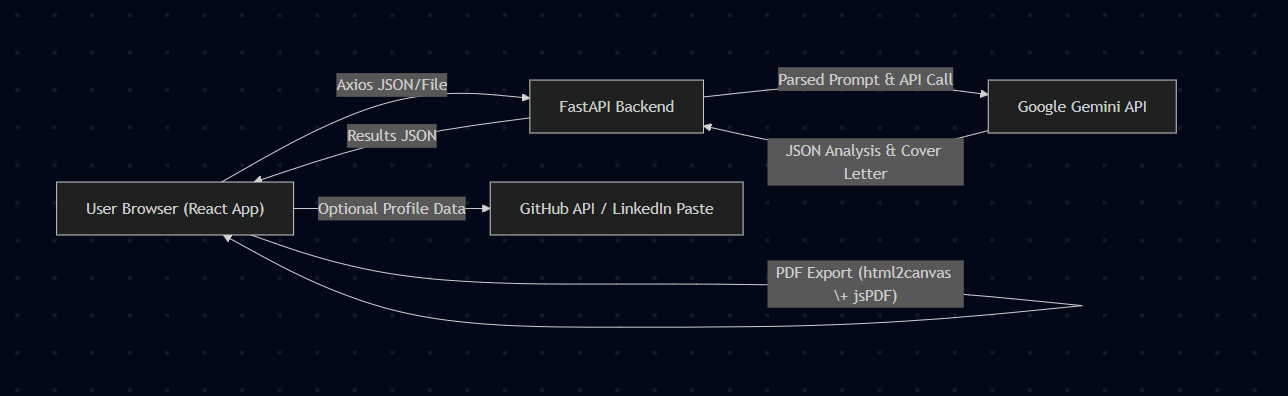 Axios JSON/File
FastAPI Backend
Parsed Prompt & API Call
Google Gemini API
Results JSON
JSON Analysis & Cover
Letter
User Browser (React App)
Optional Profile Data
GitHub API / LinkedIn Paste
PDF Export (html2canvas
\+ jsPDF)